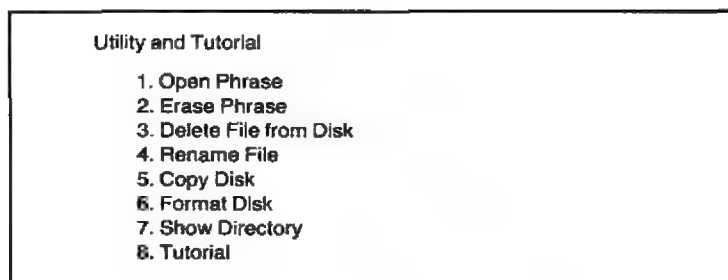 Utility and Tutorial
1. Open Phrase
2. Erase Phrase
3. Delete File from Disk
4. Rename File
5. Copy Disk
6. Format Disk
7. Show Directory
8. Tutorial